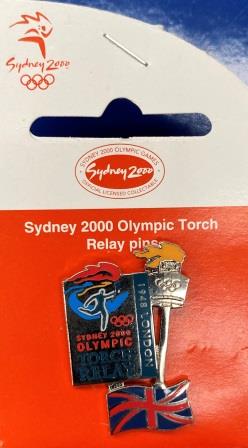 Sydney 2000
SYDNEY 2000 OLYMPIC GAMES
Sydney 2000
OFFICIAL LICENSED COLLECTABLE
Sydney 2000 Olympic Torch
Relay pins
SYDNEY 2000
OLYMPIC
TORCH
RELAY
1948 LONDON